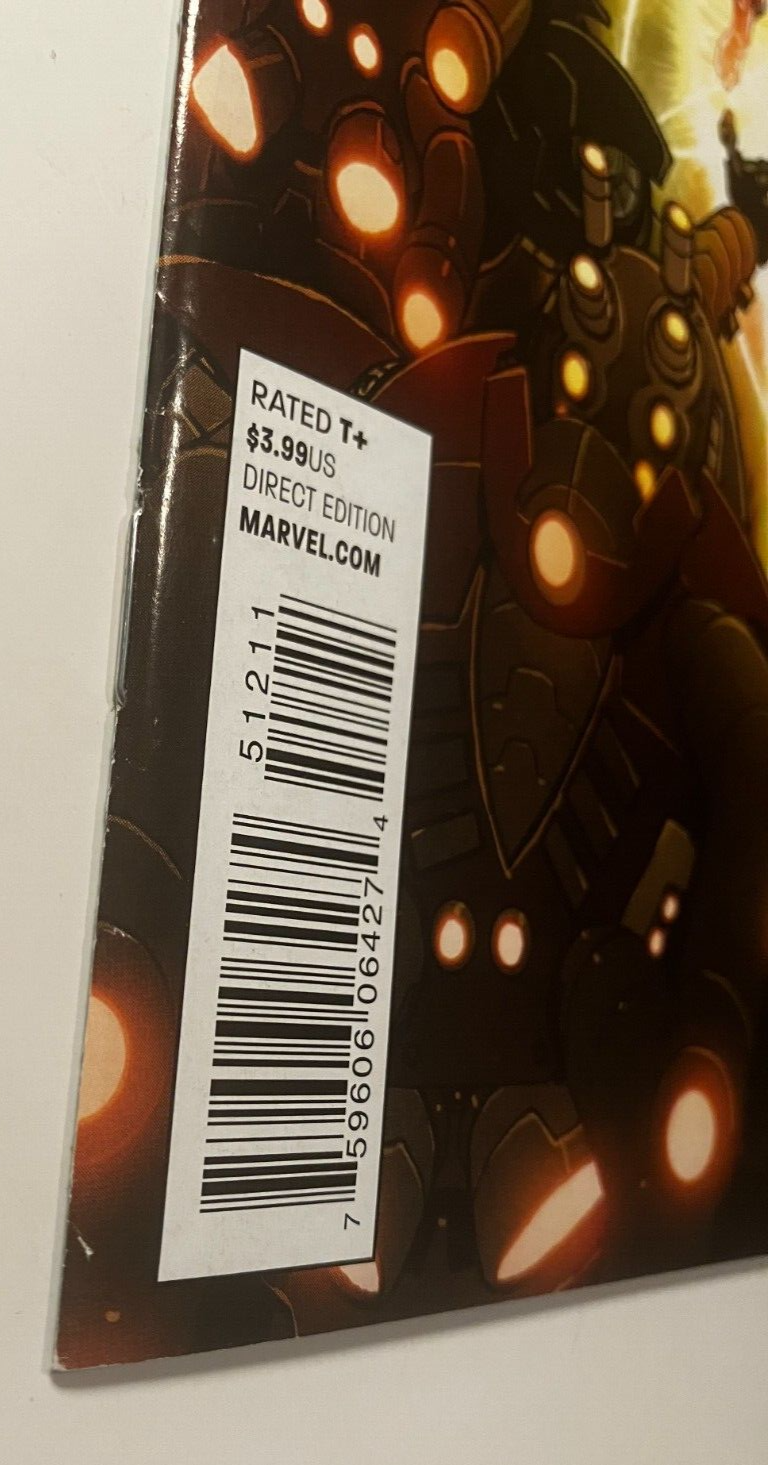 RATED T+
$3.99US
DIRECT EDITION
MARVEL.COM
51211
7 59606 06427 4